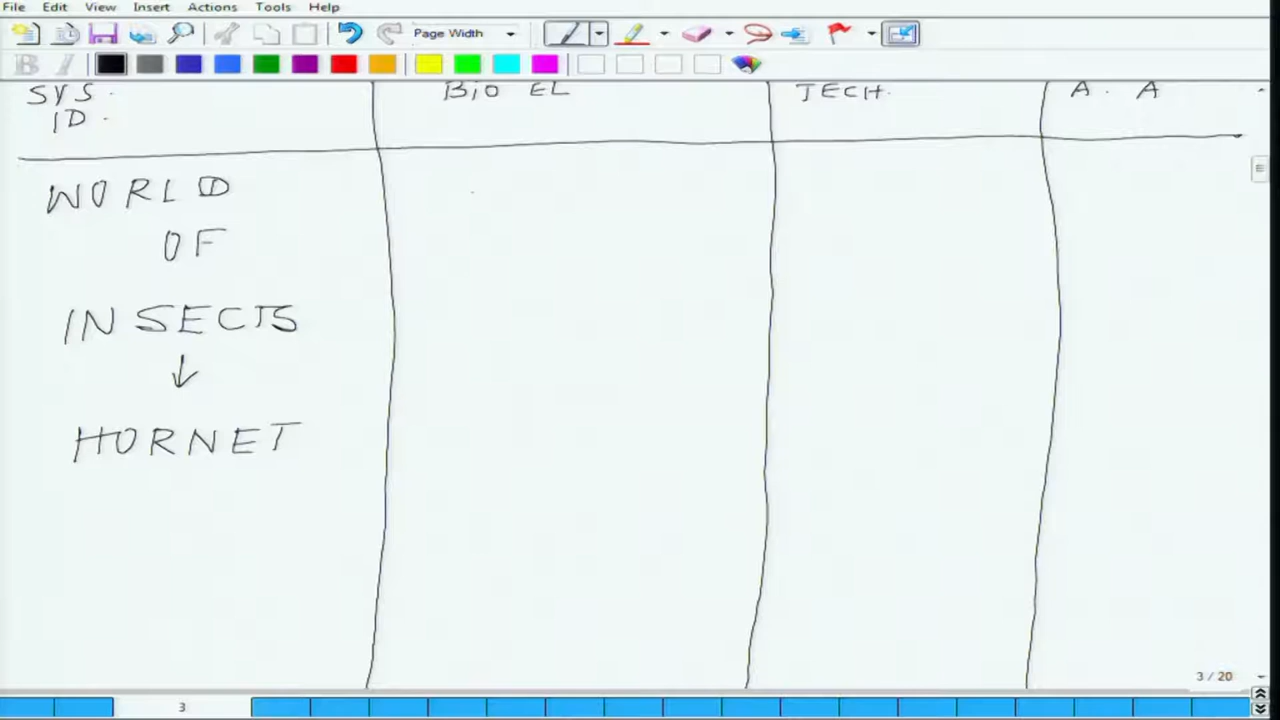 File Edit View Insert Actions Tools Help
Page Width
SYS. BiO EL TECH. A. A
ID.
WORLD
OF
INSECTS
↓
HORNET
3 / 20
3